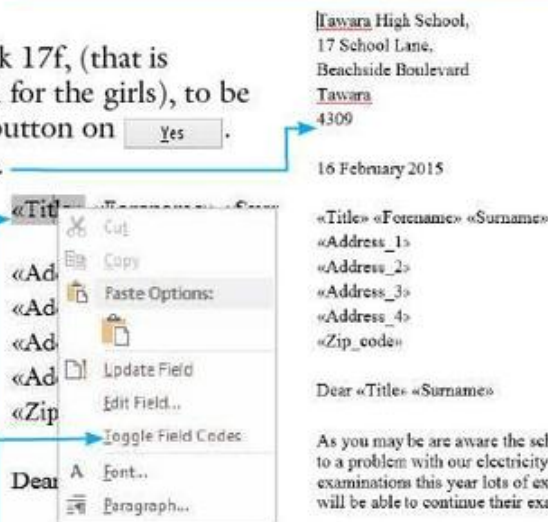 k 17f, (that is
for the girls), to be
button on Yes .
«Title»
Cut
Copy
Paste Options:
Update Field
Edit Field...
Toggle Field Codes
Font...
Paragraph...
«Ad
«Ad
«Ad
«Ad
«Zip
Dear
Tawara High School,
17 School Lane,
Beachside Boulevard
Tawara
4309
16 February 2015
«Title» «Forename» «Surname»
«Address_1»
«Address_2»
«Address_3»
«Address_4»
«Zip_code»
Dear «Title» «Surname»
As you may be are aware the scl
to a problem with our electricity
examinations this year lots of ex
will be able to continue their exa